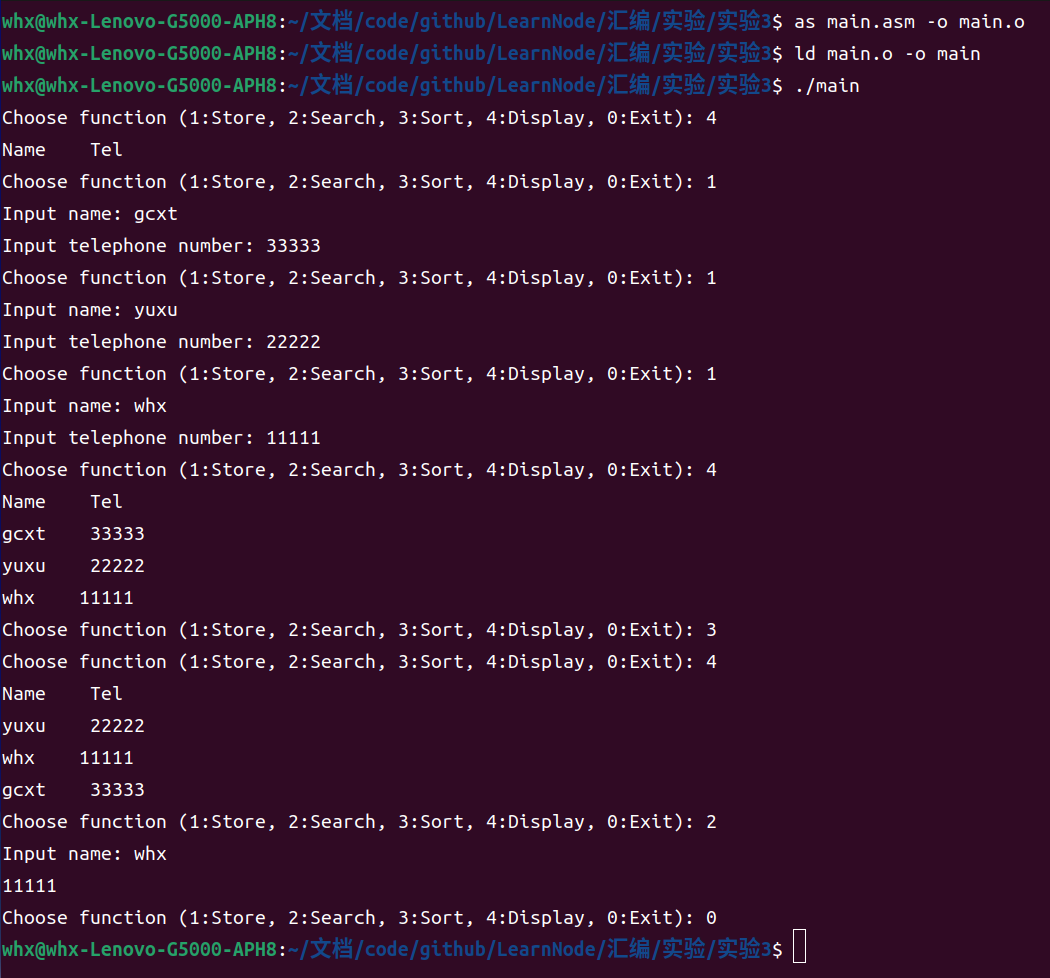 whx@whx-Lenovo-G5000-APH8:~/文档/code/github/LearnNode/汇编/实验/实验3$ as main.asm -o main.o
whx@whx-Lenovo-G5000-APH8:~/文档/code/github/LearnNode/汇编/实验/实验3$ ld main.o -o main
whx@whx-Lenovo-G5000-APH8:~/文档/code/github/LearnNode/汇编/实验/实验3$ ./main
Choose function (1:Store, 2:Search, 3:Sort, 4:Display, 0:Exit): 4
Name    Tel
Choose function (1:Store, 2:Search, 3:Sort, 4:Display, 0:Exit): 1
Input name: gcxt
Input telephone number: 33333
Choose function (1:Store, 2:Search, 3:Sort, 4:Display, 0:Exit): 1
Input name: yuxu
Input telephone number: 22222
Choose function (1:Store, 2:Search, 3:Sort, 4:Display, 0:Exit): 1
Input name: whx
Input telephone number: 11111
Choose function (1:Store, 2:Search, 3:Sort, 4:Display, 0:Exit): 4
Name    Tel
gcxt    33333
yuxu    22222
whx    11111
Choose function (1:Store, 2:Search, 3:Sort, 4:Display, 0:Exit): 3
Choose function (1:Store, 2:Search, 3:Sort, 4:Display, 0:Exit): 4
Name    Tel
yuxu    22222
whx    11111
gcxt    33333
Choose function (1:Store, 2:Search, 3:Sort, 4:Display, 0:Exit): 2
Input name: whx
11111
Choose function (1:Store, 2:Search, 3:Sort, 4:Display, 0:Exit): 0
whx@whx-Lenovo-G5000-APH8:~/文档/code/github/LearnNode/汇编/实验/实验3$